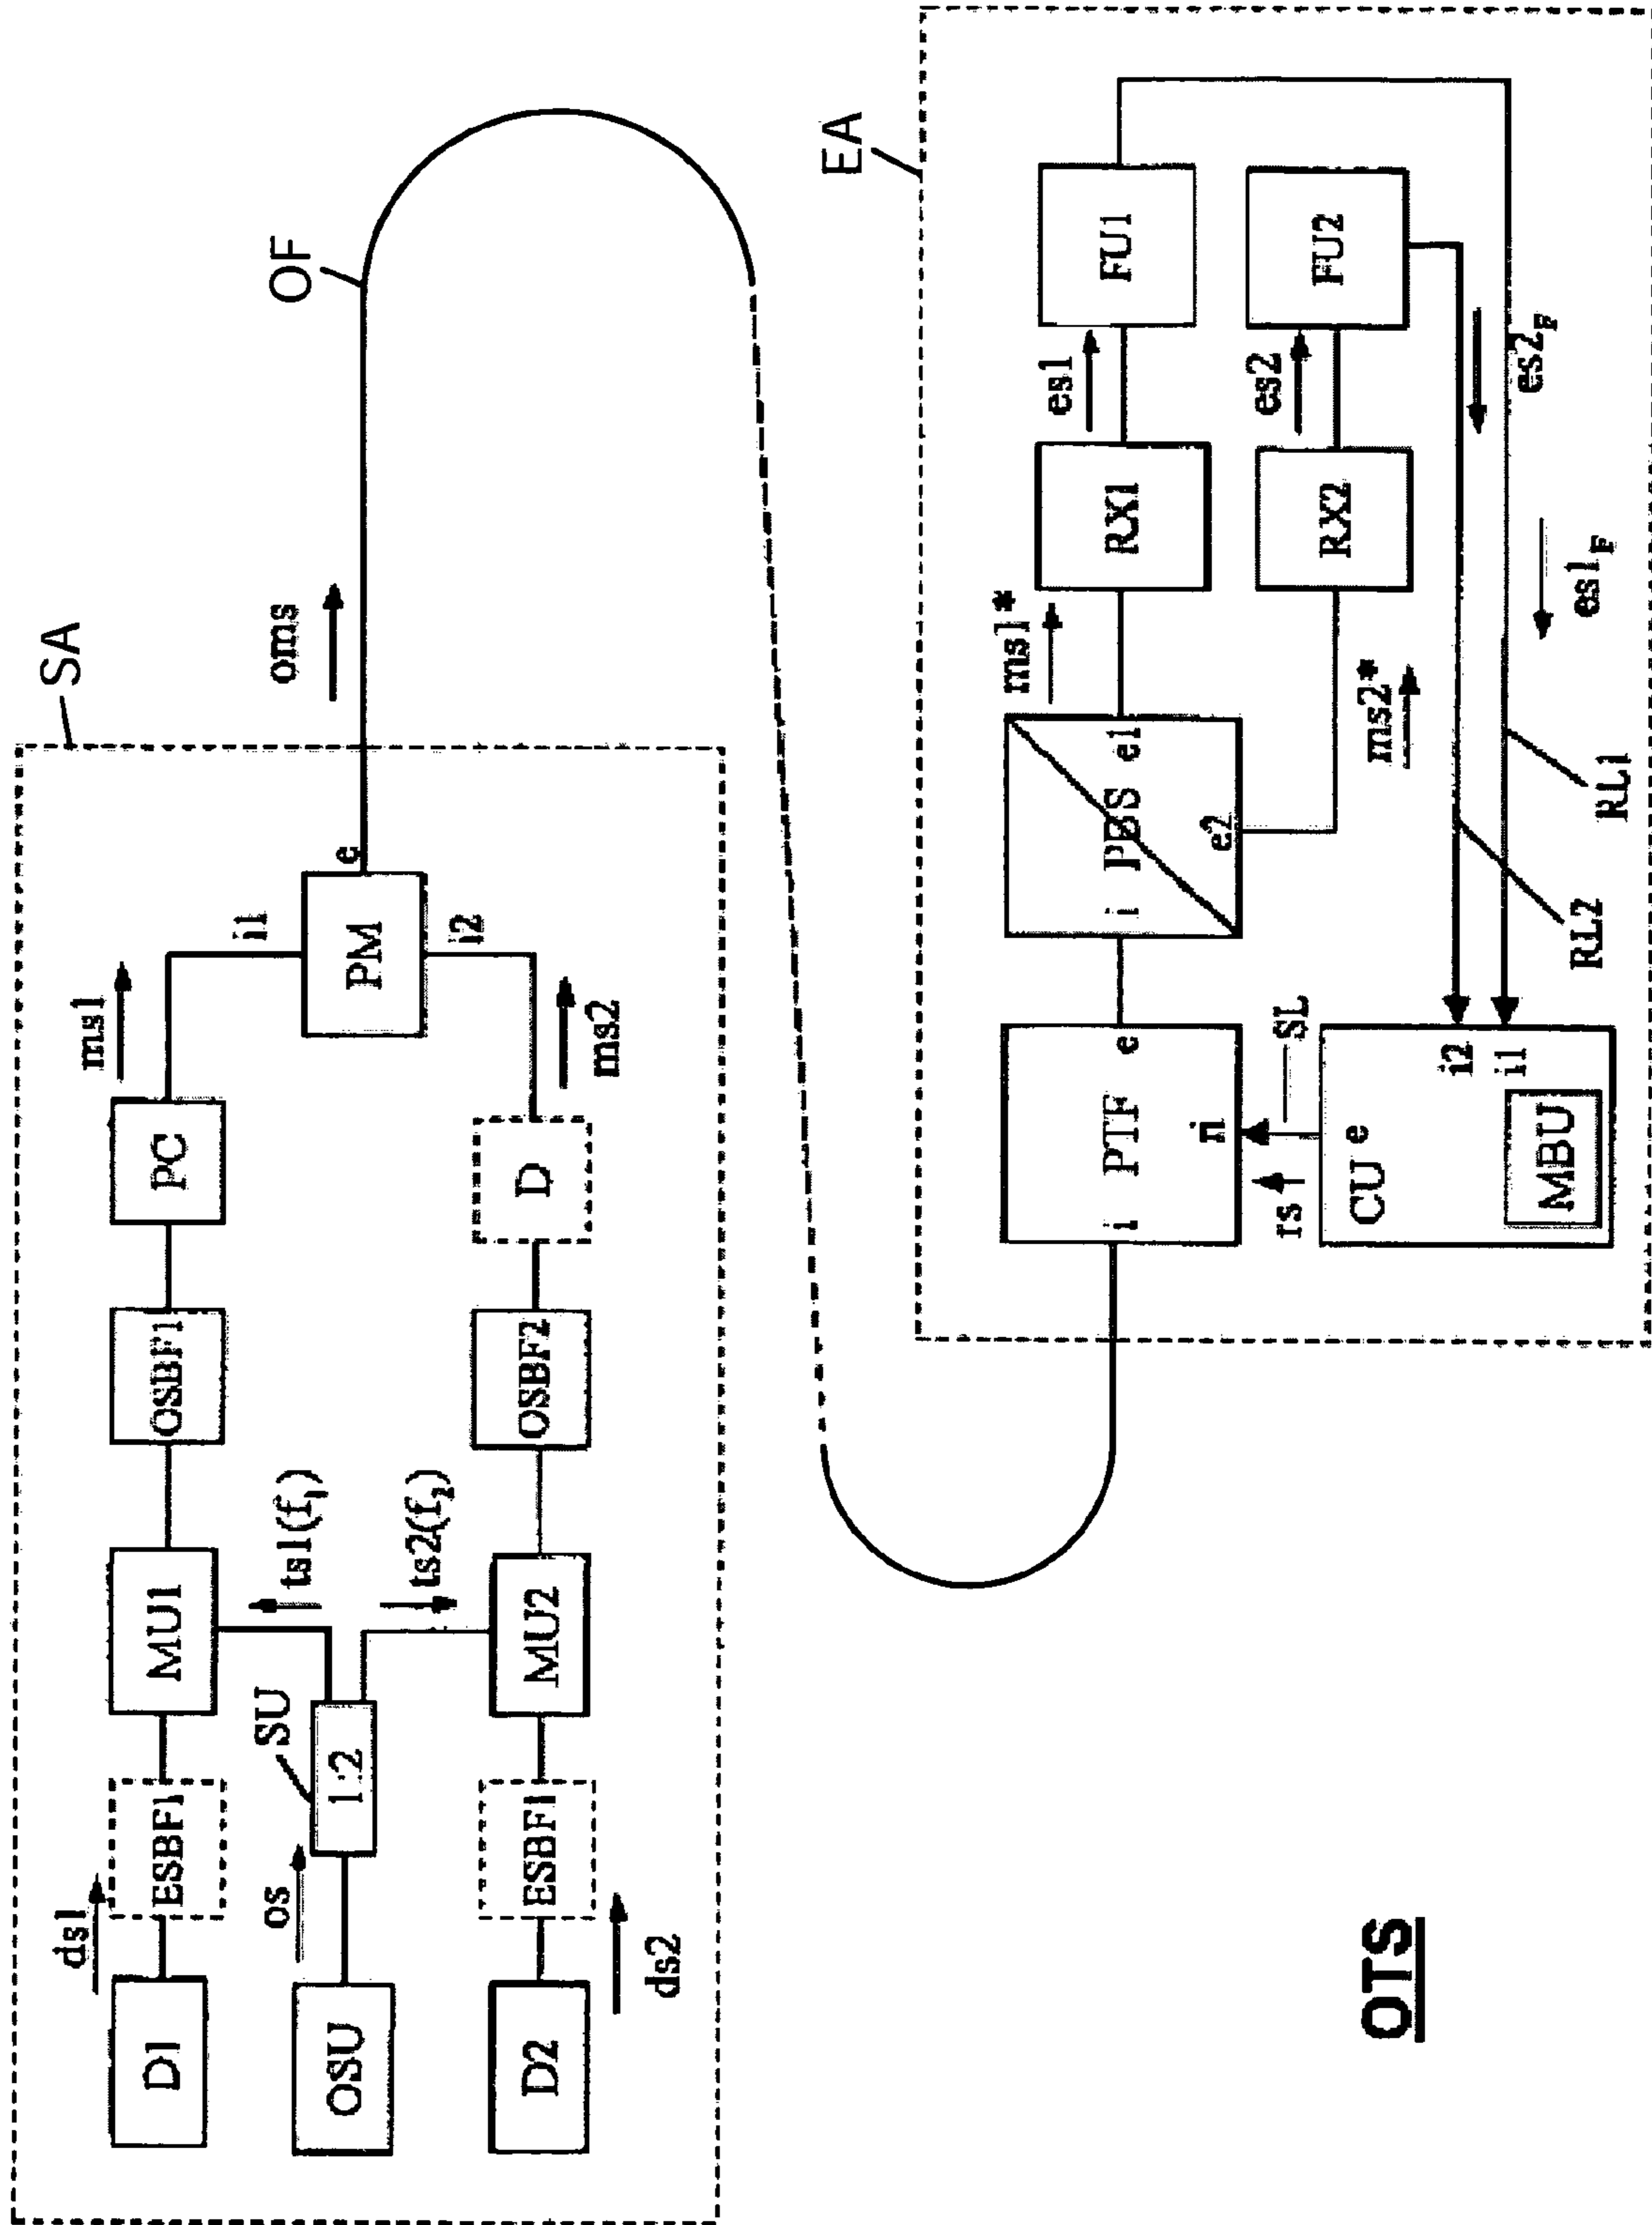 SA
ds1
D1
ESBF1
MU1
OSBF1
PC
ms1
i1
ts1(f₁)
OSU
os
SU
1:2
PM
e
oms
OF
i2
ts2(f₁)
D2
ds2
ESBF1
MU2
OSBF2
D
ms2
EA
i
PTF
e
ri
i
PBS
e1
e2
ms1*
RX1
es1
FU1
ms2*
RX2
es2
FU2
rs
SL
CU
e
MBU
i2
i1
RL2
RL1
es1F
es2F
OTS